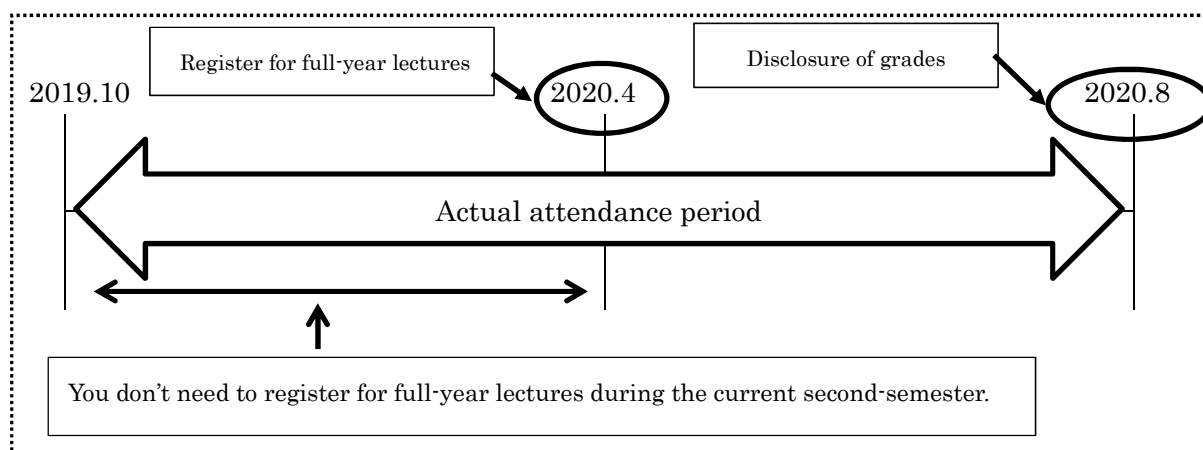 Register for full-year lectures
Disclosure of grades
2019.10
2020.4
2020.8
Actual attendance period
You don’t need to register for full-year lectures during the current second-semester.